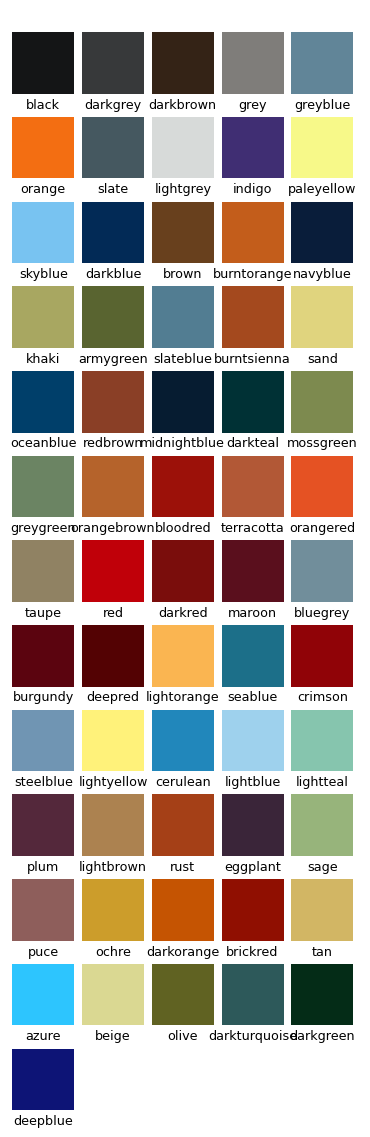 black darkgrey darkbrown grey greyblue
orange slate lightgrey indigo paleyellow
skyblue darkblue brown burntorange navyblue
khaki armygreen slateblue burntsienna sand
oceanblue redbrown midnightblue darkteal mossgreen
greygreen orangebrown bloodred terracotta orangered
taupe red darkred maroon bluegrey
burgundy deepred lightorange seablue crimson
steelblue lightyellow cerulean lightblue lightteal
plum lightbrown rust eggplant sage
puce ochre darkorange brickred tan
azure beige olive darkturquoise darkgreen
deepblue